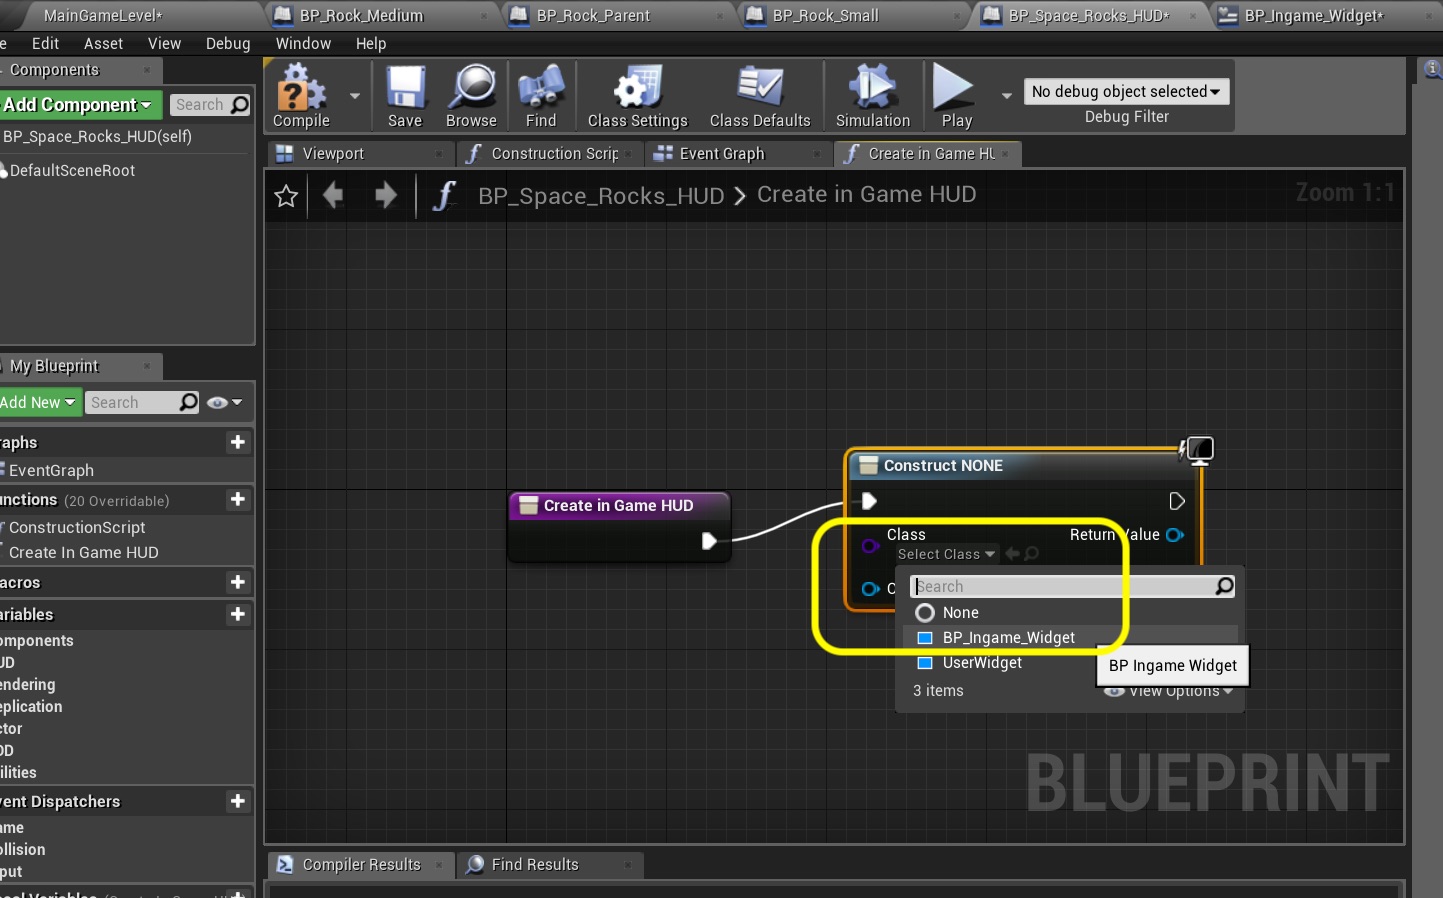 MainGameLevel*
BP_Rock_Medium
BP_Rock_Parent
BP_Rock_Small
BP_Space_Rocks_HUD*
BP_Ingame_Widget*
e Edit Asset View Debug Window Help
Components
Add Component
Search
BP_Space_Rocks_HUD(self)
DefaultSceneRoot
Compile
Save
Browse
Find
Class Settings
Class Defaults
Simulation
Play
No debug object selected
Debug Filter
Viewport
Construction Scrip
Event Graph
Create in Game HU
BP_Space_Rocks_HUD > Create in Game HUD
Zoom 1:1
My Blueprint
Add New
Search
raphs
EventGraph
unctions (20 Overridable)
ConstructionScript
Create In Game HUD
acros
ariables
omponents
UD
endering
eplication
ctor
OD
ilities
vent Dispatchers
ame
ollision
put
Create in Game HUD
Construct NONE
Class
Select Class
Return Value
Search
None
BP_Ingame_Widget
UserWidget
BP Ingame Widget
3 items
View Options
BLUEPRINT
Compiler Results
Find Results